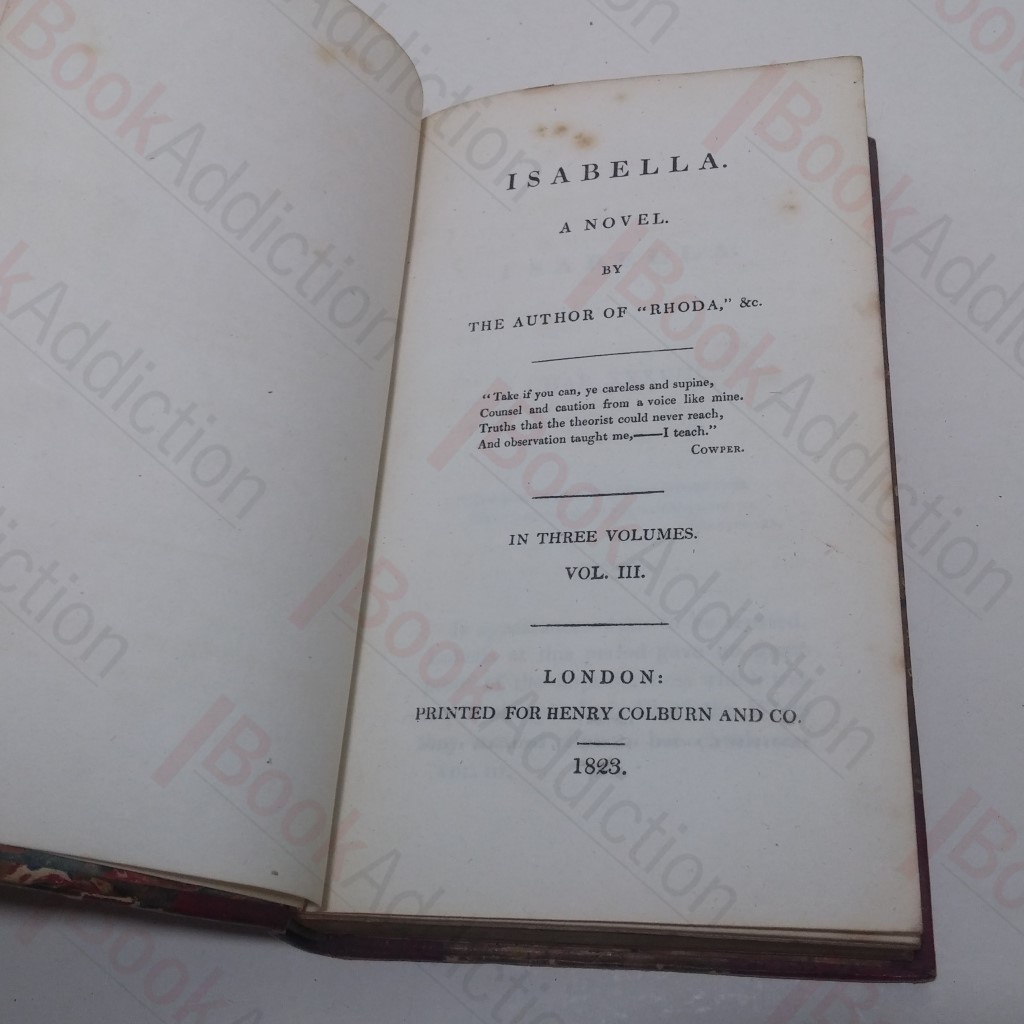 ISABELLA.
A NOVEL.
BY
THE AUTHOR OF "RHODA," &c.
"Take if you can, ye careless and supine,
Counsel and caution from a voice like mine.
Truths that the theorist could never reach,
And observation taught me,——I teach."
COWPER.
IN THREE VOLUMES.
VOL. III.
LONDON:
PRINTED FOR HENRY COLBURN AND CO.
1823.
BookAddiction